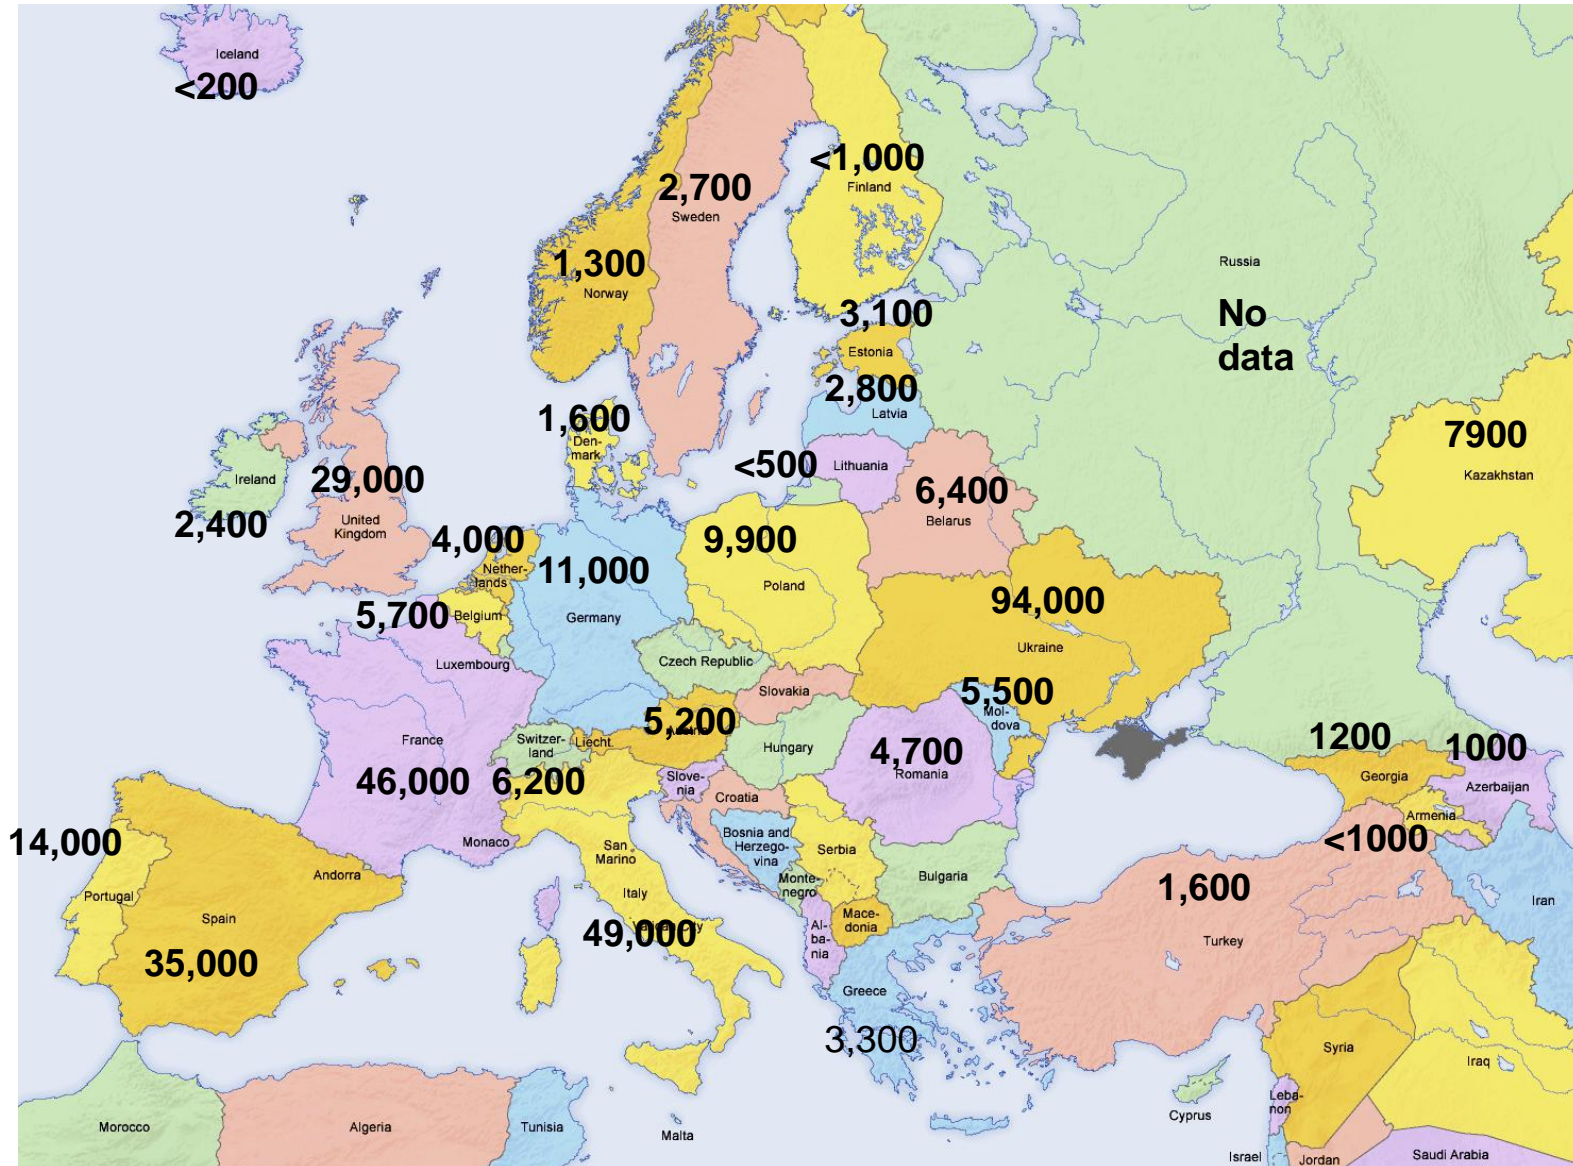 Iceland
<200
<1,000
Finland
2,700
Sweden
1,300
Norway
Russia
No
data
3,100
Estonia
2,800
Latvia
1,600
Den-
mark
7900
Kazakhstan
<500
Lithuania
Ireland
2,400
29,000
United
Kingdom
6,400
Belarus
4,000
Nether-
lands
11,000
Germany
9,900
Poland
94,000
Ukraine
5,700
Belgium
Luxembourg
Czech Republic
Slovakia
5,500
Mol-
dova
5,200
Switzer-
land
Liecht.
6,200
Hungary
4,700
Romania
France
46,000
Monaco
1200
Georgia
1000
Azerbaijan
Armenia
<1000
Slove-
nia
Croatia
Bosnia and
Herzego-
vina
Serbia
Monte-
negro
Bulgaria
San
Marino
Italy
Vatican City
49,000
14,000
Portugal
Andorra
Spain
35,000
Al-
ba-
nia
Mace-
donia
Greece
3,300
1,600
Turkey
Iran
Syria
Iraq
Cyprus
Leba-
non
Israel
Jordan
Saudi Arabia
Morocco
Algeria
Tunisia
Malta